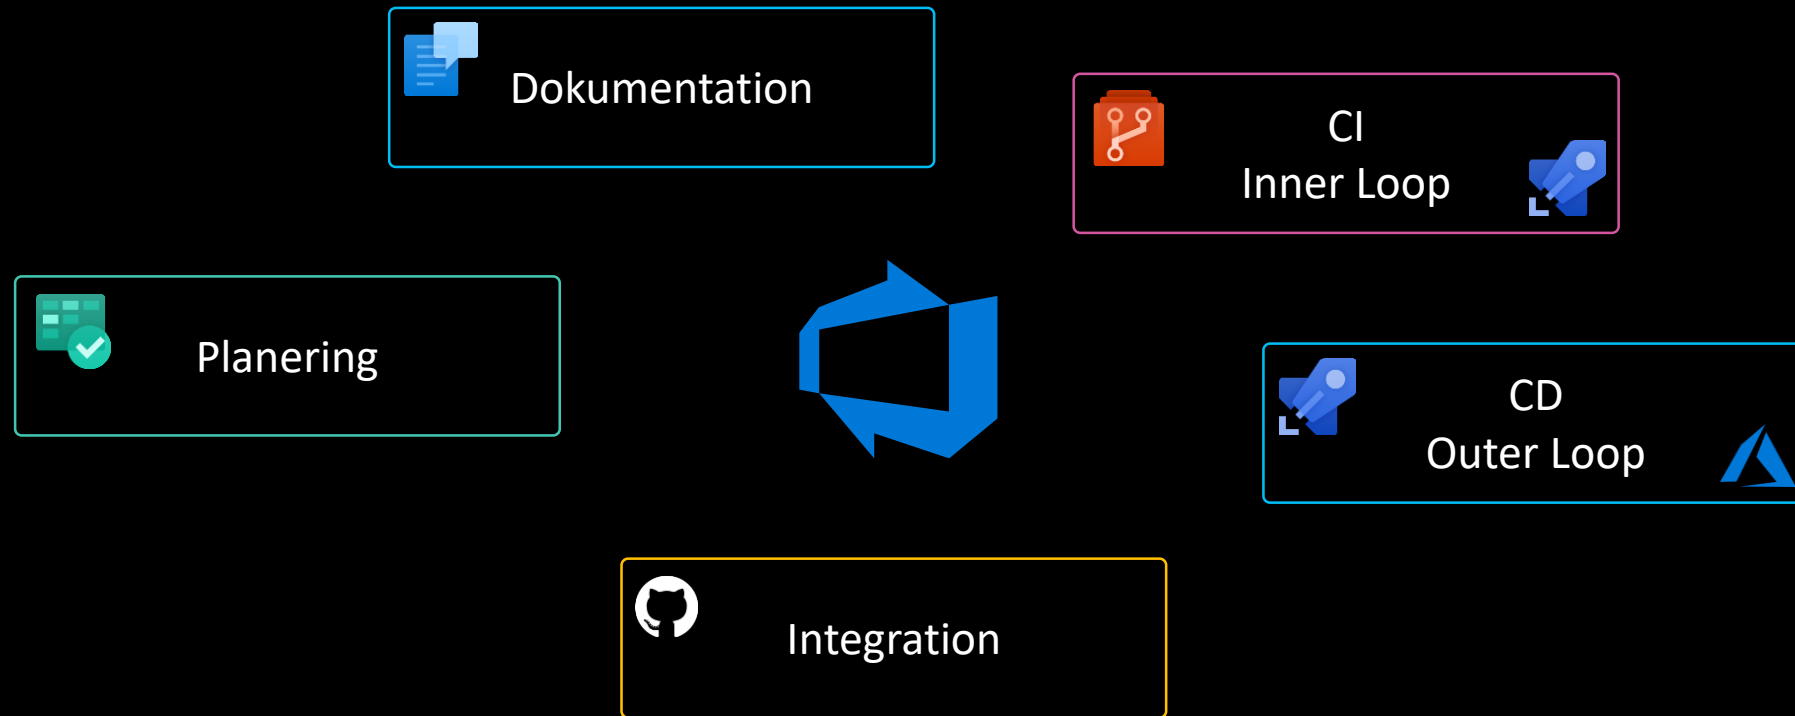 Dokumentation
CI
Inner Loop
Planering
CD
Outer Loop
Integration